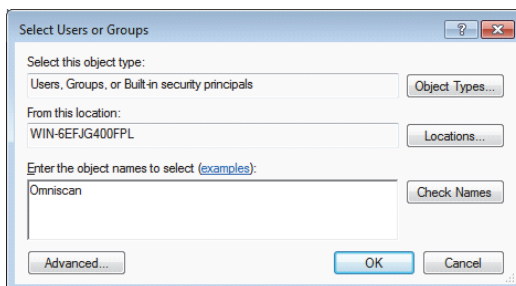 Select Users or Groups
Select this object type:
Users, Groups, or Built-in security principals
Object Types...
From this location:
WIN-6EFJG400FPL
Locations...
Enter the object names to select (examples):
Omniscan
Check Names
Advanced...
OK
Cancel